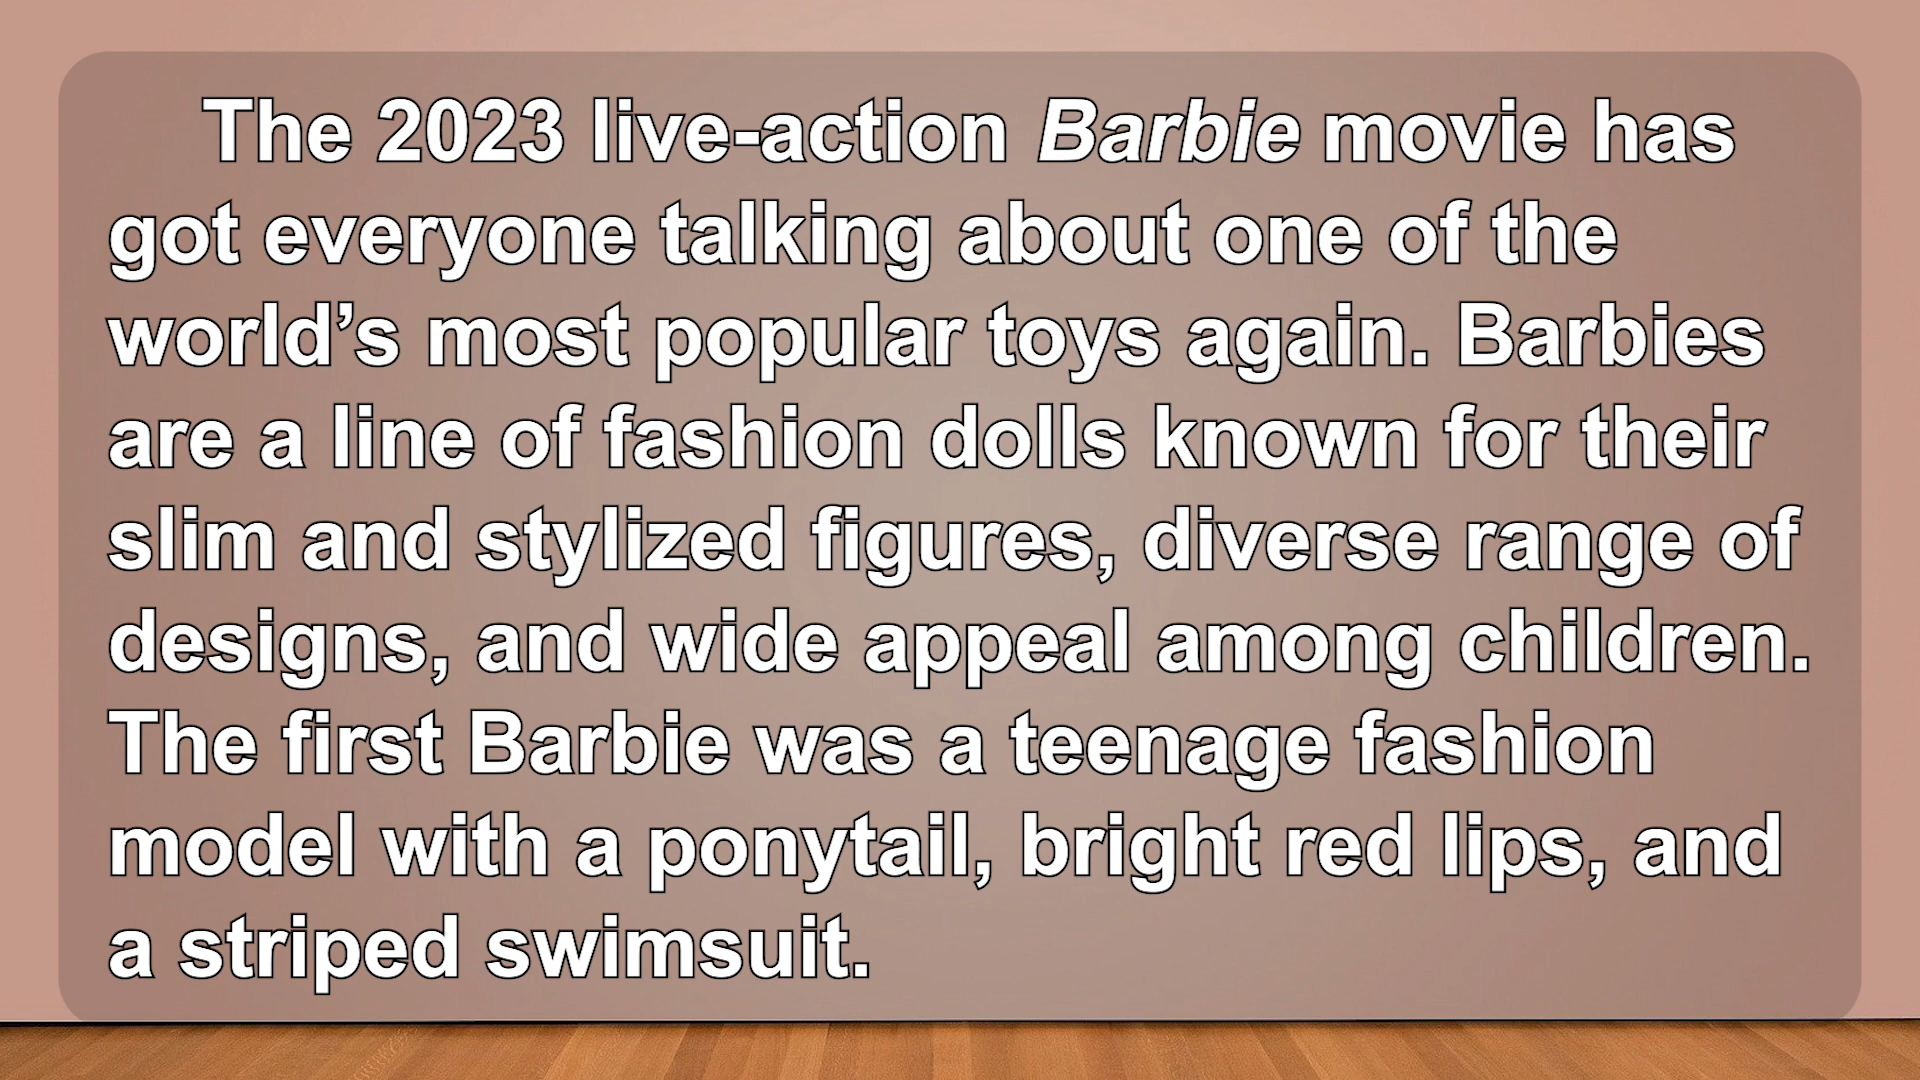 The 2023 live-action Barbie movie has
got everyone talking about one of the
world’s most popular toys again. Barbies
are a line of fashion dolls known for their
slim and stylized figures, diverse range of
designs, and wide appeal among children.
The first Barbie was a teenage fashion
model with a ponytail, bright red lips, and
a striped swimsuit.